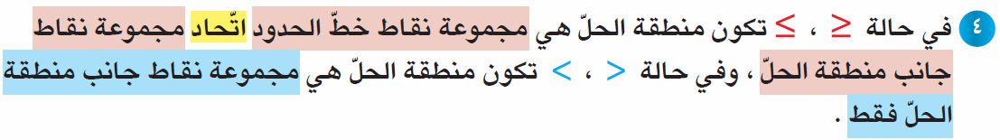 ٤ في حالة ≥ ، ≤ تكون منطقة الحلّ هي مجموعة نقاط خطّ الحدود اتّحاد مجموعة نقاط
جانب منطقة الحلّ ، وفي حالة < ، > تكون منطقة الحلّ هي مجموعة نقاط جانب منطقة
الحلّ فقط .